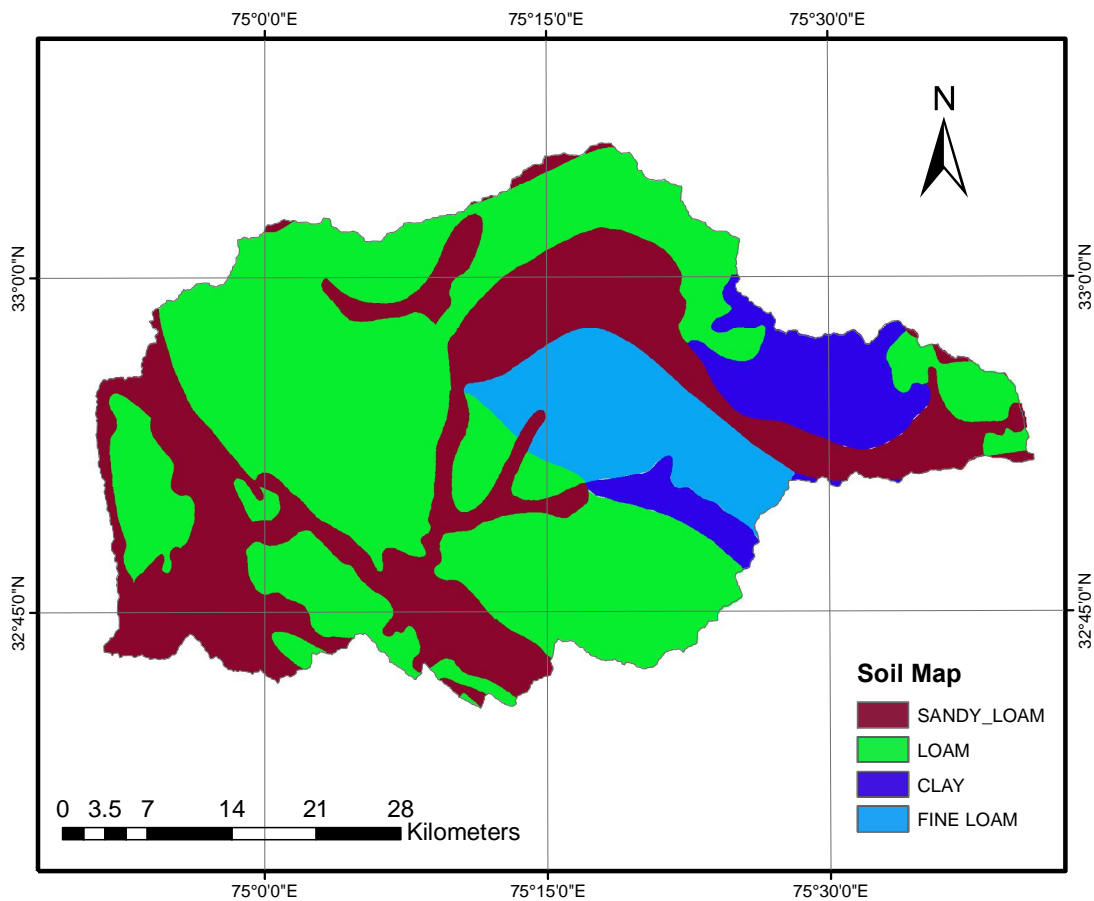 75°0'0"E 75°15'0"E 75°30'0"E
N
33°0'0"N 33°0'0"N
32°45'0"N 32°45'0"N
Soil Map
SANDY_LOAM
LOAM
CLAY
FINE LOAM
0 3.5 7 14 21 28
Kilometers
75°0'0"E 75°15'0"E 75°30'0"E